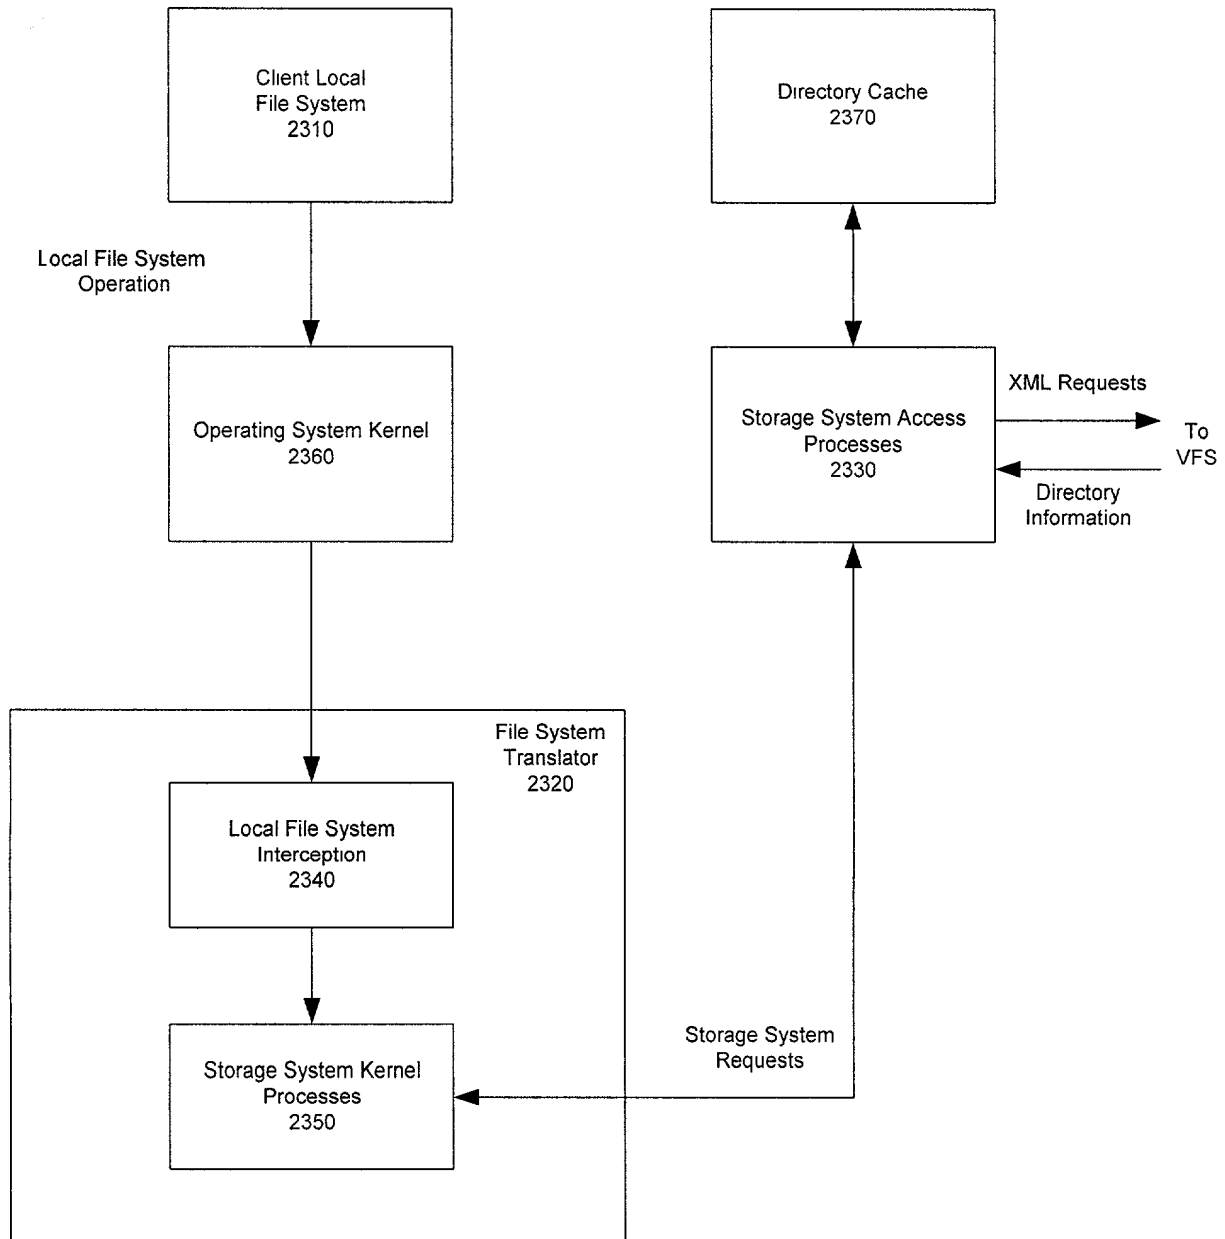 Client Local
File System
2310
Directory Cache
2370
Local File System
Operation
Operating System Kernel
2360
Storage System Access
Processes
2330
XML Requests
To
VFS
Directory
Information
File System
Translator
2320
Local File System
Interception
2340
Storage System Kernel
Processes
2350
Storage System
Requests